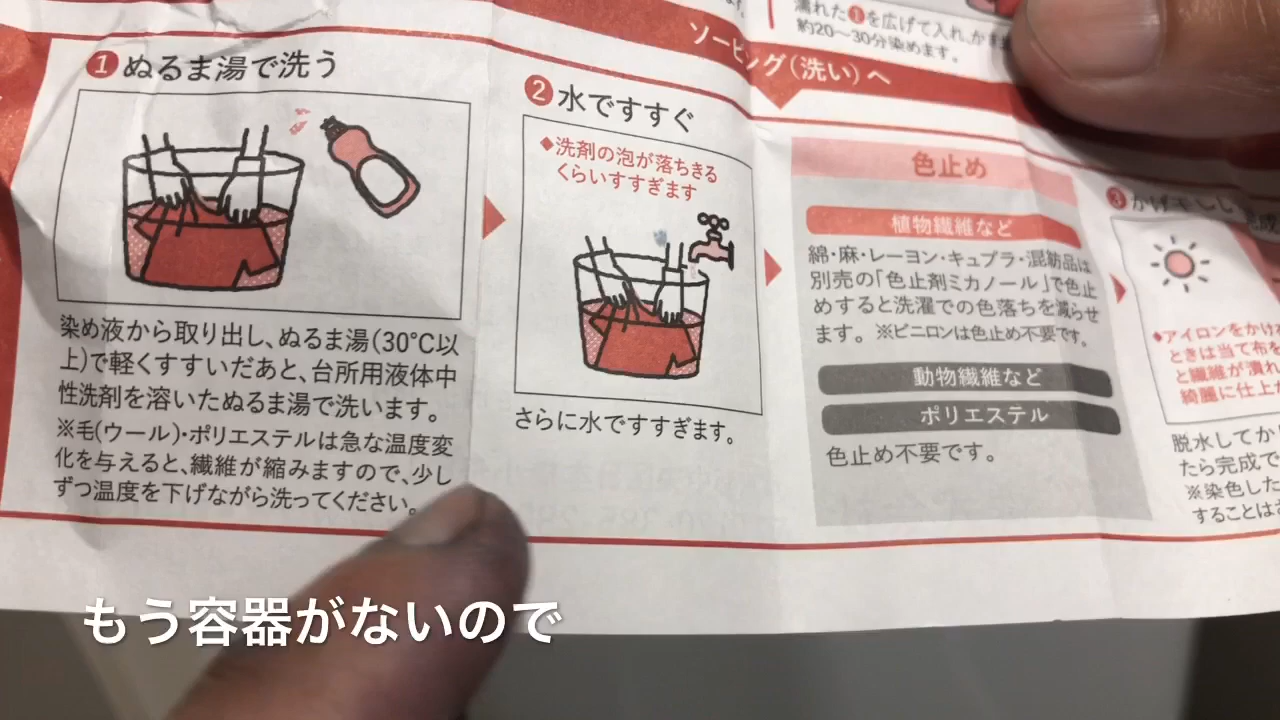 濡れた❶を広げて入れ、かき
約20〜30分染めます。
ソーピング(洗い)へ
❶ぬるま湯で洗う
染め液から取り出し、ぬるま湯(30℃以
上)で軽くすすいだあと、台所用液体中
性洗剤を溶いたぬるま湯で洗います。
※毛(ウール)・ポリエステルは急な温度変
化を与えると、繊維が縮みますので、少し
ずつ温度を下げながら洗ってください。
❷水ですすぐ
◆洗剤の泡が落ちきる
くらいすすぎます
さらに水ですすぎます。
色止め
植物繊維など
綿・麻・レーヨン・キュプラ・混紡品は
別売の「色止剤ミカノール」で色止
めすると洗濯での色落ちを減らせ
ます。※ビニロンは色止め不要です。
動物繊維など
ポリエステル
色止め不要です。
❸かげ干しし
◆アイロンをかけ
ときは当て布を
と繊維が潰れ
綺麗に仕上
脱水してか
たら完成で
※染色した
することはお
もう容器がないので